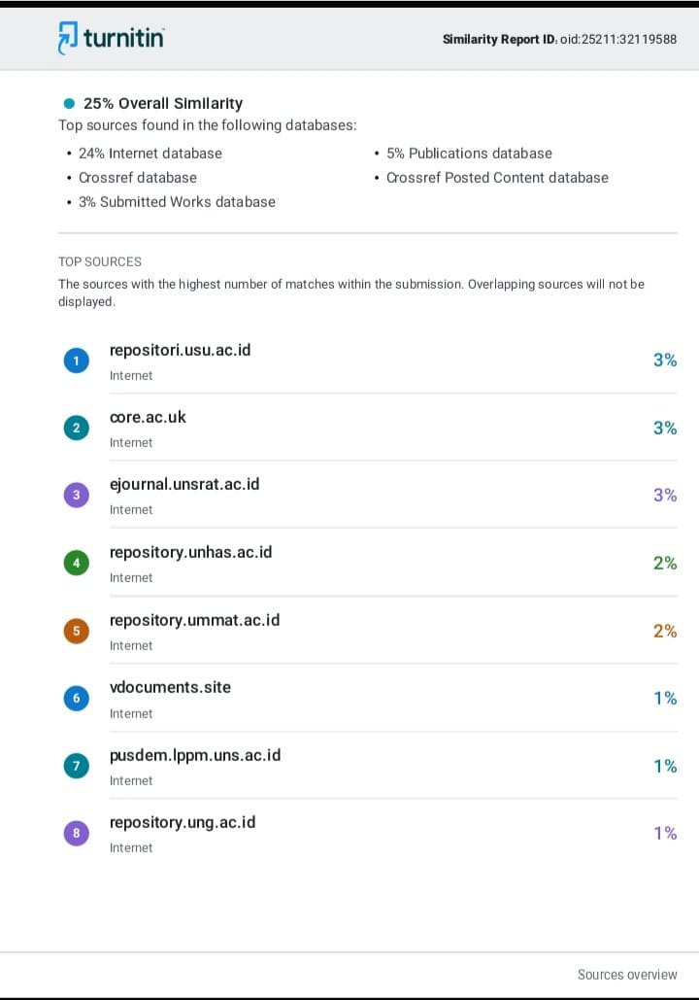 turnitin
Similarity Report ID: oid:25211:32119588
25% Overall Similarity
Top sources found in the following databases:
• 24% Internet database
• 5% Publications database
• Crossref database
• Crossref Posted Content database
• 3% Submitted Works database
TOP SOURCES
The sources with the highest number of matches within the submission. Overlapping sources will not be
displayed.
1
repositori.usu.ac.id
Internet
3%
2
core.ac.uk
Internet
3%
3
ejournal.unsrat.ac.id
Internet
3%
4
repository.unhas.ac.id
Internet
2%
5
repository.ummat.ac.id
Internet
2%
6
vdocuments.site
Internet
1%
7
pusdem.lppm.uns.ac.id
Internet
1%
8
repository.ung.ac.id
Internet
1%
Sources overview